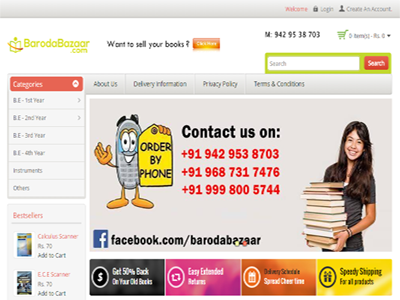 Welcome Login Create An Account
BarodaBazaar
.com
Want to sell your books ? Click Here
M: 942 95 38 703
0 item(s) - Rs. 0
Search
Categories
About Us Delivery Information Privacy Policy Terms & Conditions
B.E - 1st Year
B.E - 2nd Year
B.E - 3rd Year
B.E - 4th Year
Instruments
Others
ORDER
BY
PHONE
Contact us on:
+91 942 953 8703
+91 968 731 7476
+91 999 800 5744
facebook.com/barodabazaar
Bestsellers
Calculus Scanner
Rs. 70
Add to Cart
E.C.E Scanner
Rs. 70
Add to Cart
Get 50% Back
On Your Old Books
Easy Extended
Returns
Delivery Schedule
Spread Cheer time
Speedy Shipping
For all products